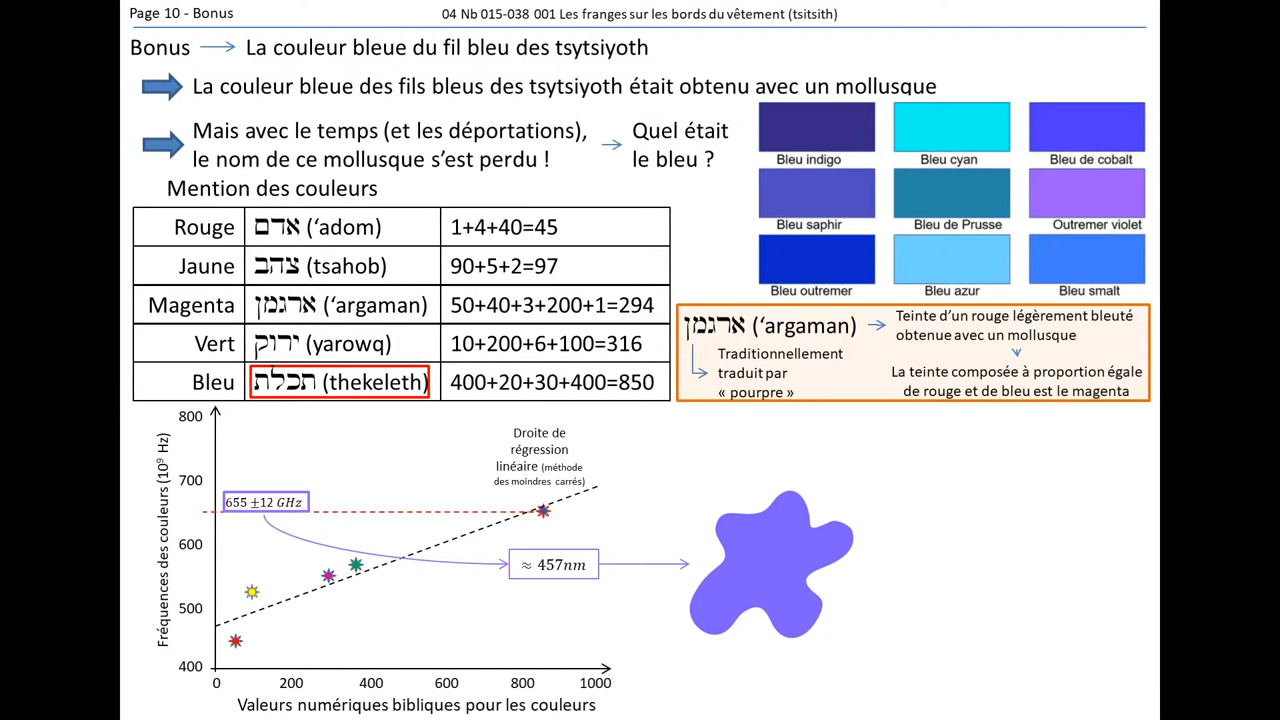 Page 10 - Bonus
04 Nb 015-038 001 Les franges sur les bords du vêtement (tsitsith)
Bonus → La couleur bleue du fil bleu des tsytsiyoth
La couleur bleue des fils bleus des tsytsiyoth était obtenu avec un mollusque
Mais avec le temps (et les déportations),
le nom de ce mollusque s’est perdu !
Quel était
le bleu ?
Bleu indigo
Bleu cyan
Bleu de cobalt
Bleu saphir
Bleu de Prusse
Outremer violet
Bleu outremer
Bleu azur
Bleu smalt
Mention des couleurs
Rouge אדם (‘adom) 1+4+40=45
Jaune צהב (tsahob) 90+5+2=97
Magenta ארגמן (‘argaman) 50+40+3+200+1=294
Vert ירוק (yarowq) 10+200+6+100=316
Bleu תכלת (thekeleth) 400+20+30+400=850
ארגמן (‘argaman)
Teinte d’un rouge légèrement bleuté
obtenue avec un mollusque
Traditionnellement
traduit par
« pourpre »
La teinte composée à proportion égale
de rouge et de bleu est le magenta
Fréquences des couleurs (10⁹ Hz)
800
700
600
500
400
655 ±12 GHz
Droite de
régression
linéaire (méthode
des moindres carrés)
≈ 457nm
0 200 400 600 800 1000
Valeurs numériques bibliques pour les couleurs